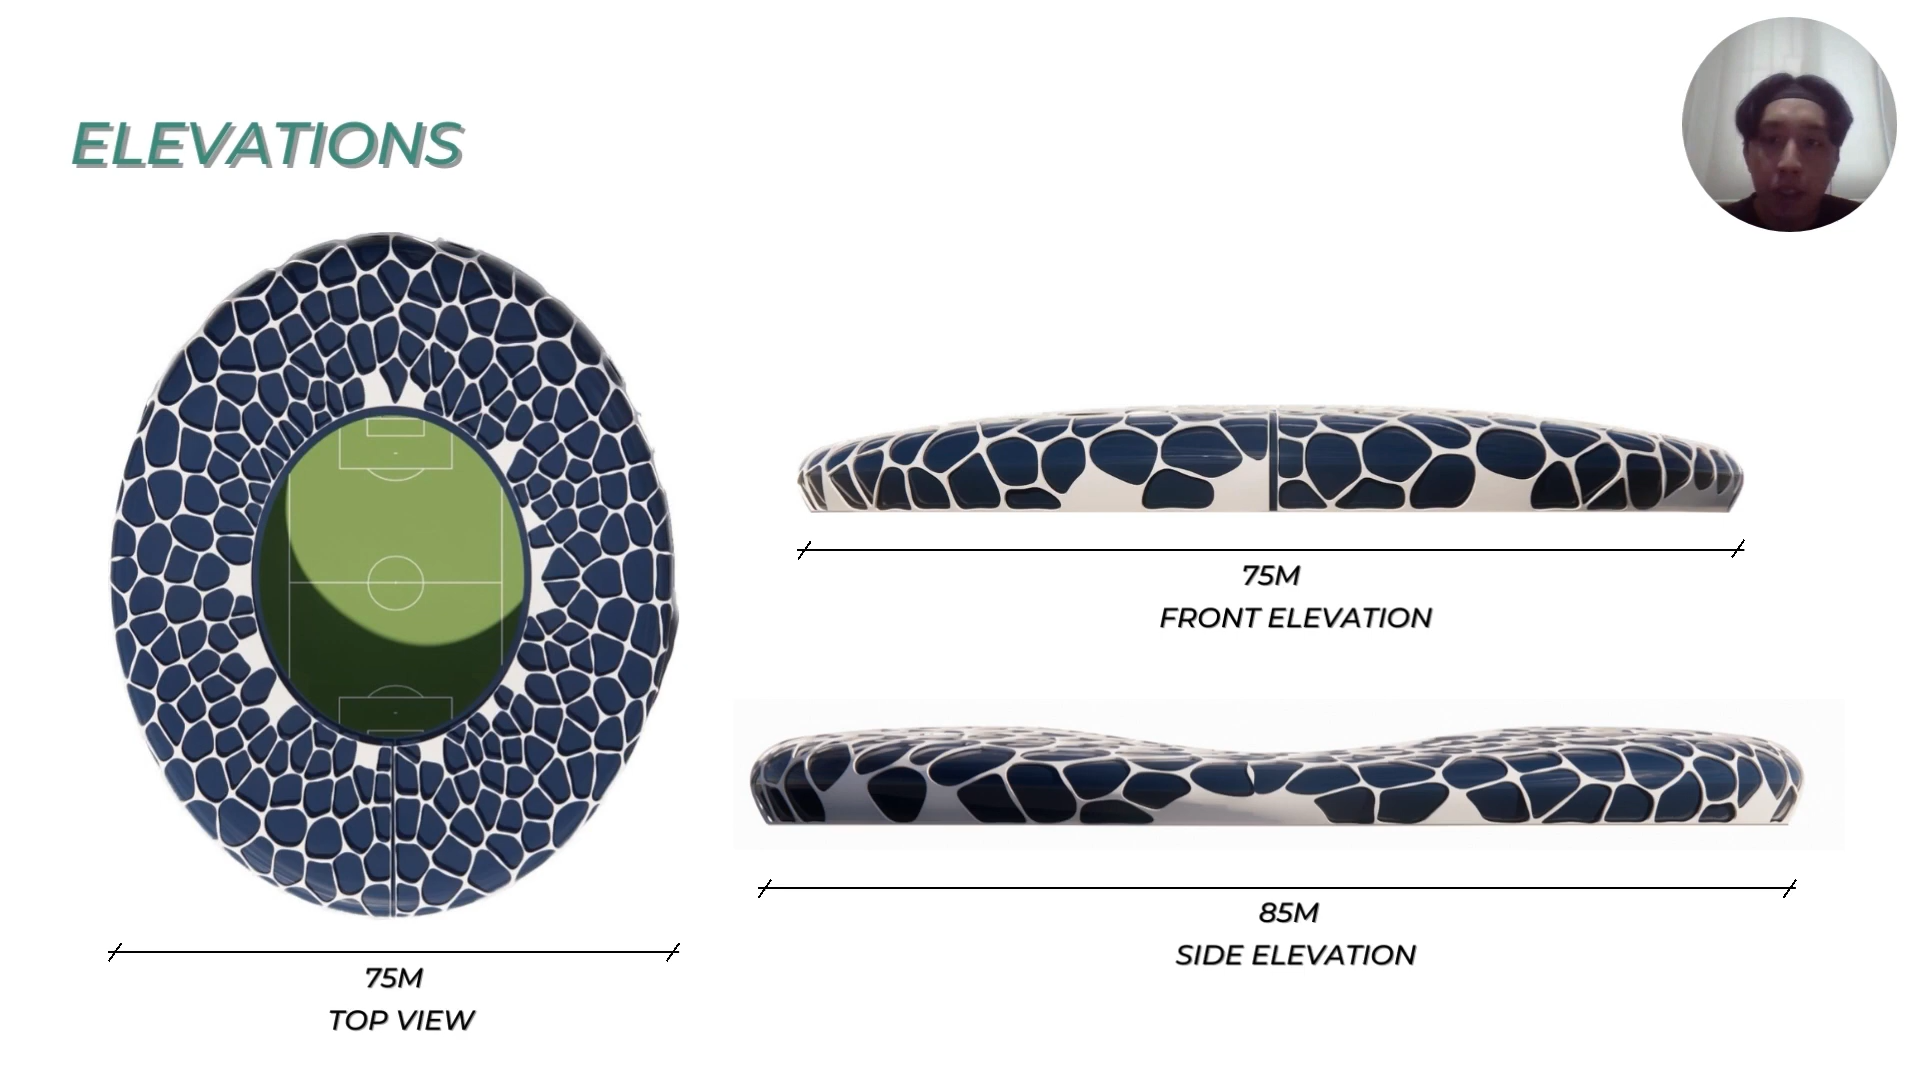 ELEVATIONS
75M
TOP VIEW
75M
FRONT ELEVATION
85M
SIDE ELEVATION